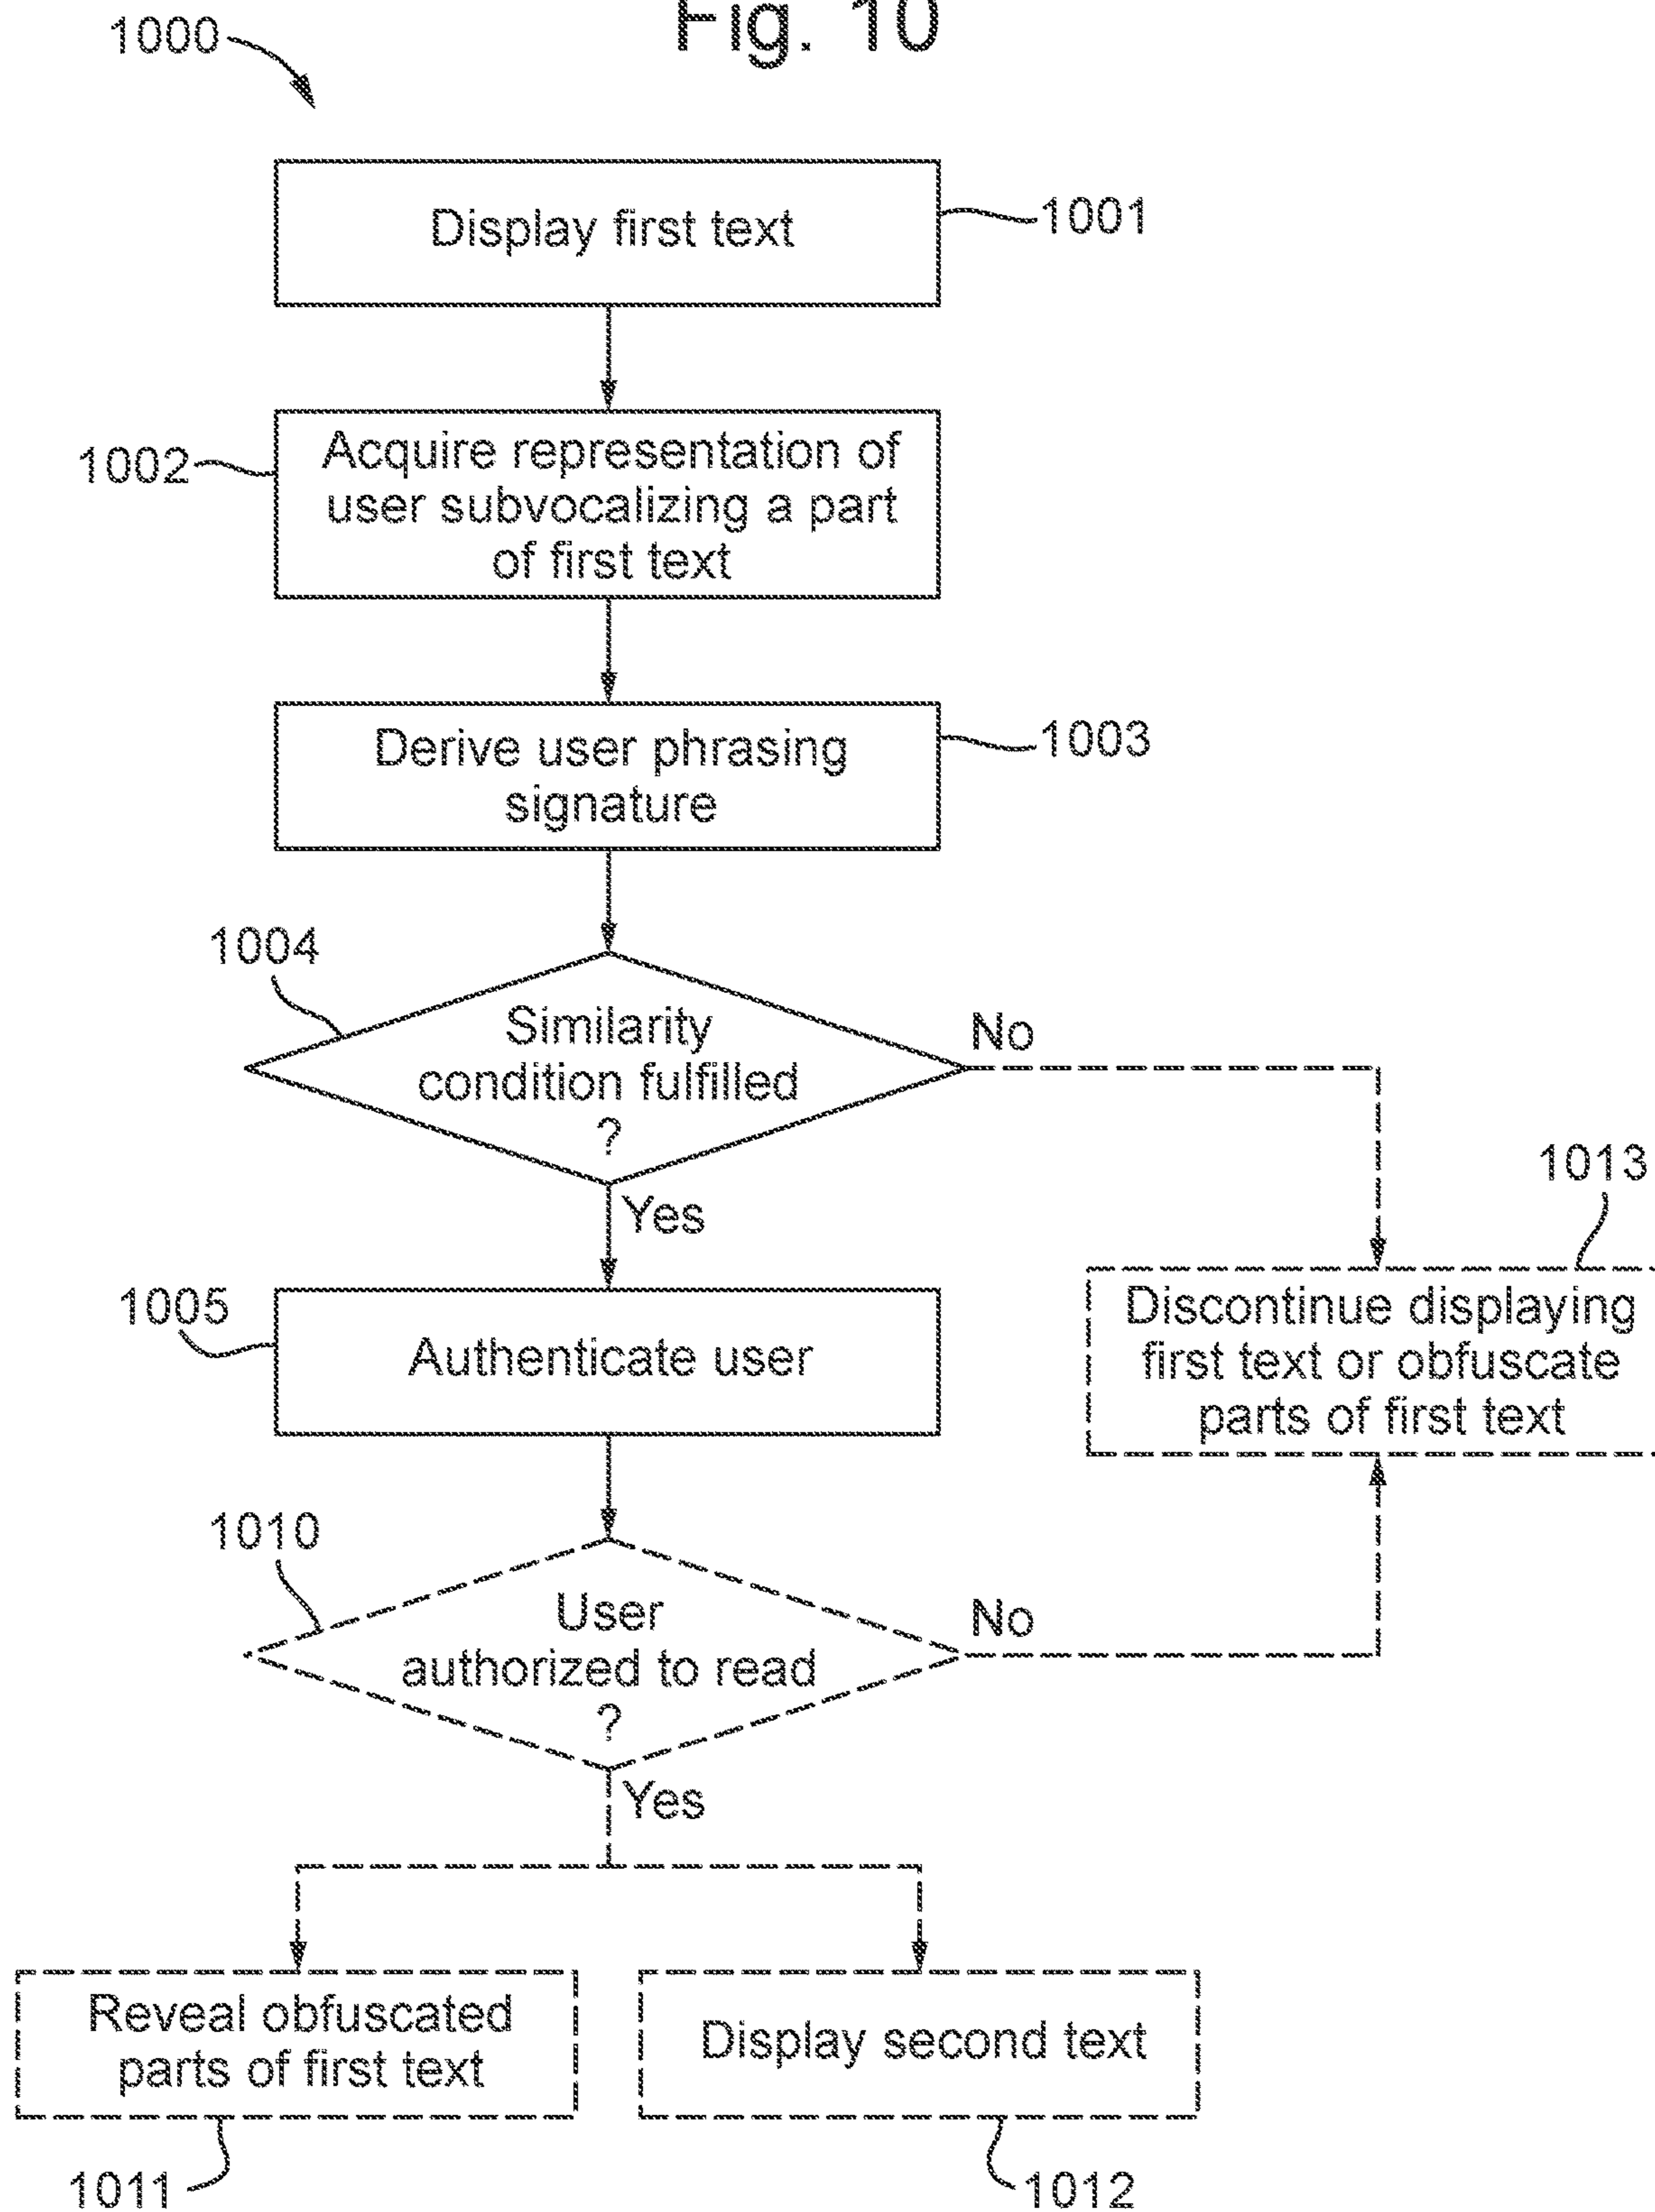 Fig. 10
1000
Display first text
1001
1002
Acquire representation of
user subvocalizing a part
of first text
Derive user phrasing
signature
1003
1004
Similarity
condition fulfilled
?
No
Yes
1013
1005
Authenticate user
Discontinue displaying
first text or obfuscate
parts of first text
1010
User
authorized to read
?
No
Yes
Reveal obfuscated
parts of first text
Display second text
1011
1012